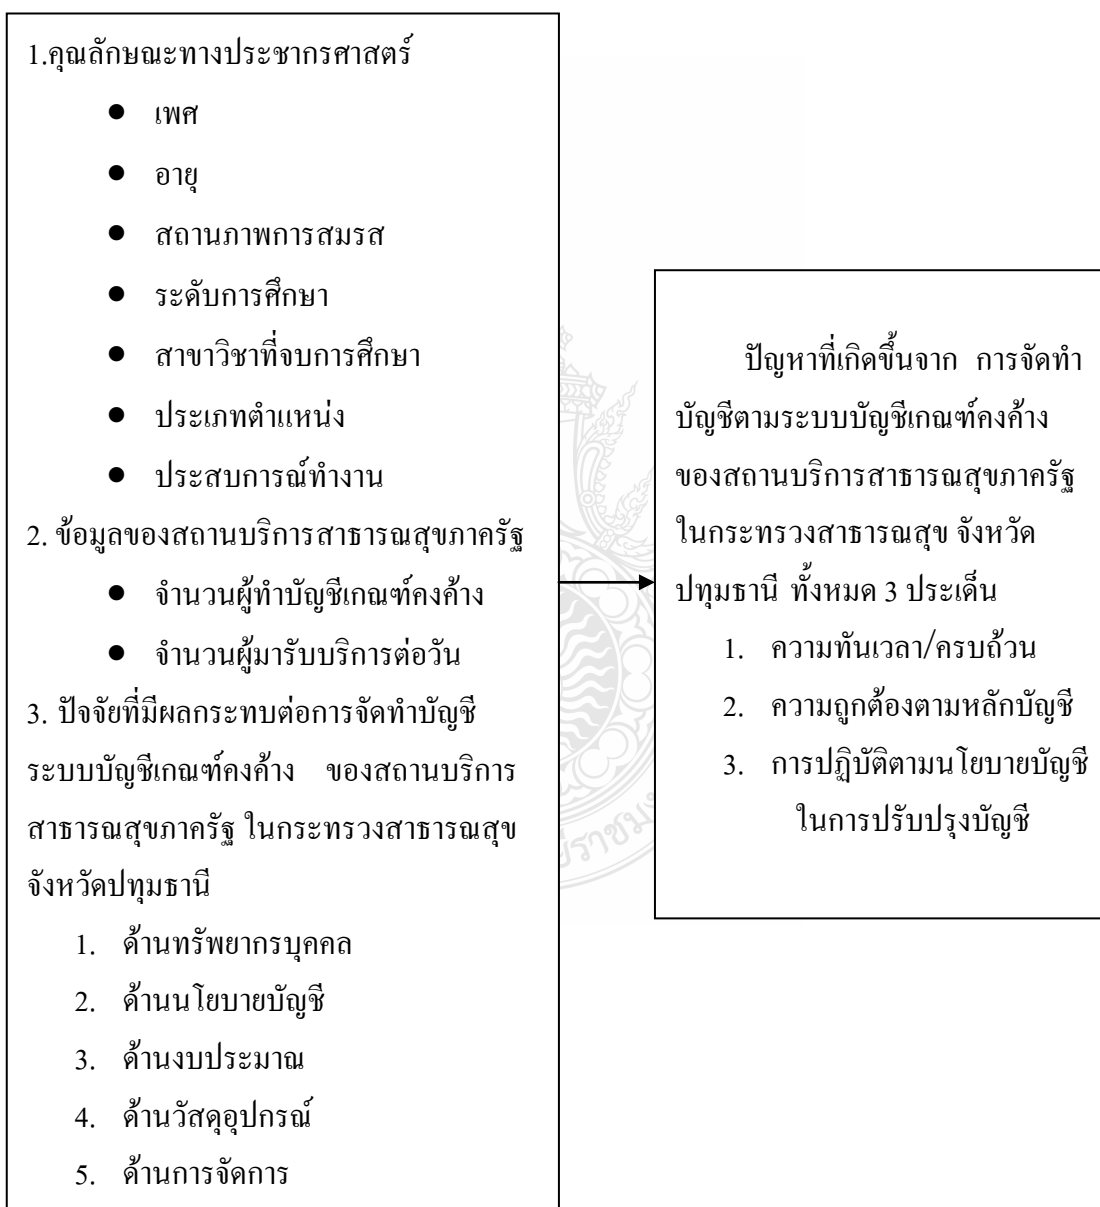 1.คุณลักษณะทางประชากรศาสตร์
● เพศ
● อายุ
● สถานภาพการสมรส
● ระดับการศึกษา
● สาขาวิชาที่จบการศึกษา
● ประเภทตำแหน่ง
● ประสบการณ์ทำงาน
2. ข้อมูลของสถานบริการสาธารณสุขภาครัฐ
● จำนวนผู้ทำบัญชีเกณฑ์คงค้าง
● จำนวนผู้มารับบริการต่อวัน
3. ปัจจัยที่มีผลกระทบต่อการจัดทำบัญชี
ระบบบัญชีเกณฑ์คงค้าง ของสถานบริการ
สาธารณสุขภาครัฐ ในกระทรวงสาธารณสุข
จังหวัดปทุมธานี
1. ด้านทรัพยากรบุคคล
2. ด้านนโยบายบัญชี
3. ด้านงบประมาณ
4. ด้านวัสดุอุปกรณ์
5. ด้านการจัดการ
ปัญหาที่เกิดขึ้นจาก การจัดทำ
บัญชีตามระบบบัญชีเกณฑ์คงค้าง
ของสถานบริการสาธารณสุขภาครัฐ
ในกระทรวงสาธารณสุข จังหวัด
ปทุมธานี ทั้งหมด 3 ประเด็น
1. ความทันเวลา/ครบถ้วน
2. ความถูกต้องตามหลักบัญชี
3. การปฏิบัติตามนโยบายบัญชี
ในการปรับปรุงบัญชี